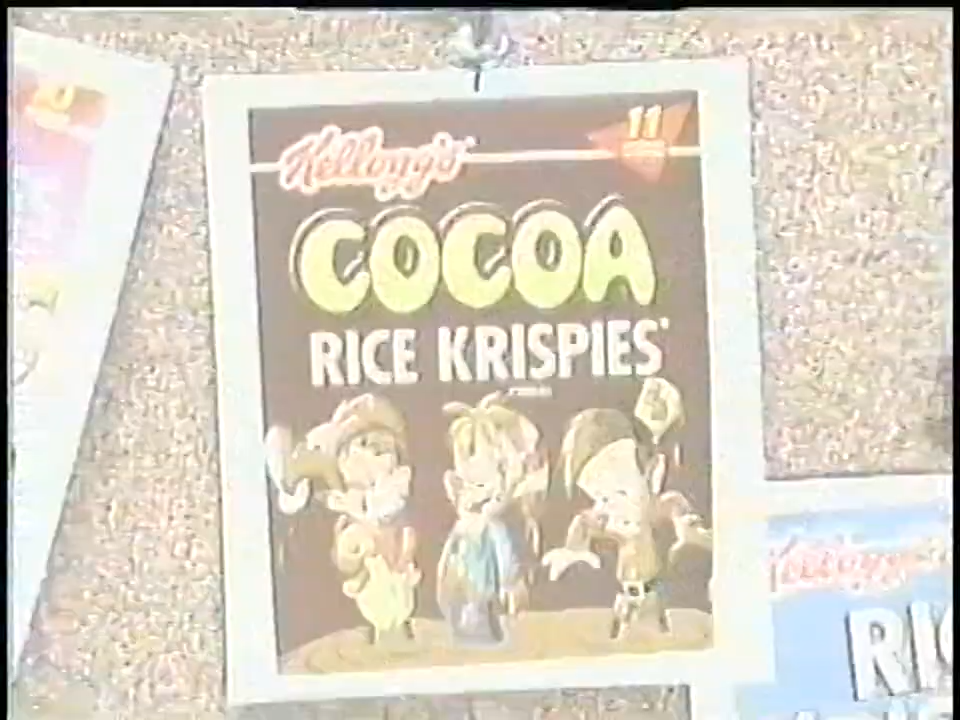 Kellogg's
11
COCOA
RICE KRISPIES
Kellogg's
RI